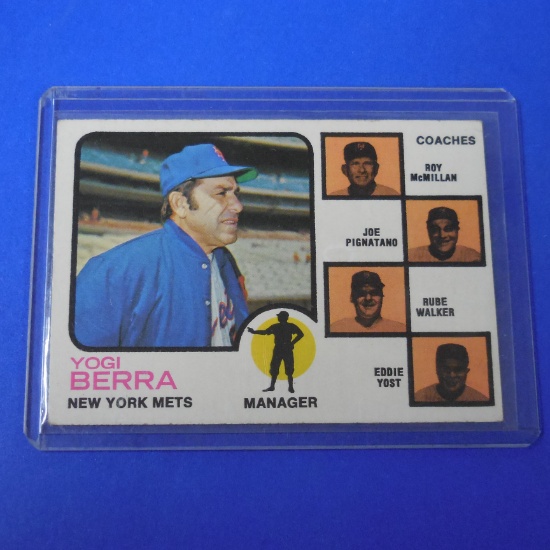 COACHES
ROY
McMILLAN
JOE
PIGNATANO
RUBE
WALKER
EDDIE
YOST
YOGI
BERRA
NEW YORK METS
MANAGER